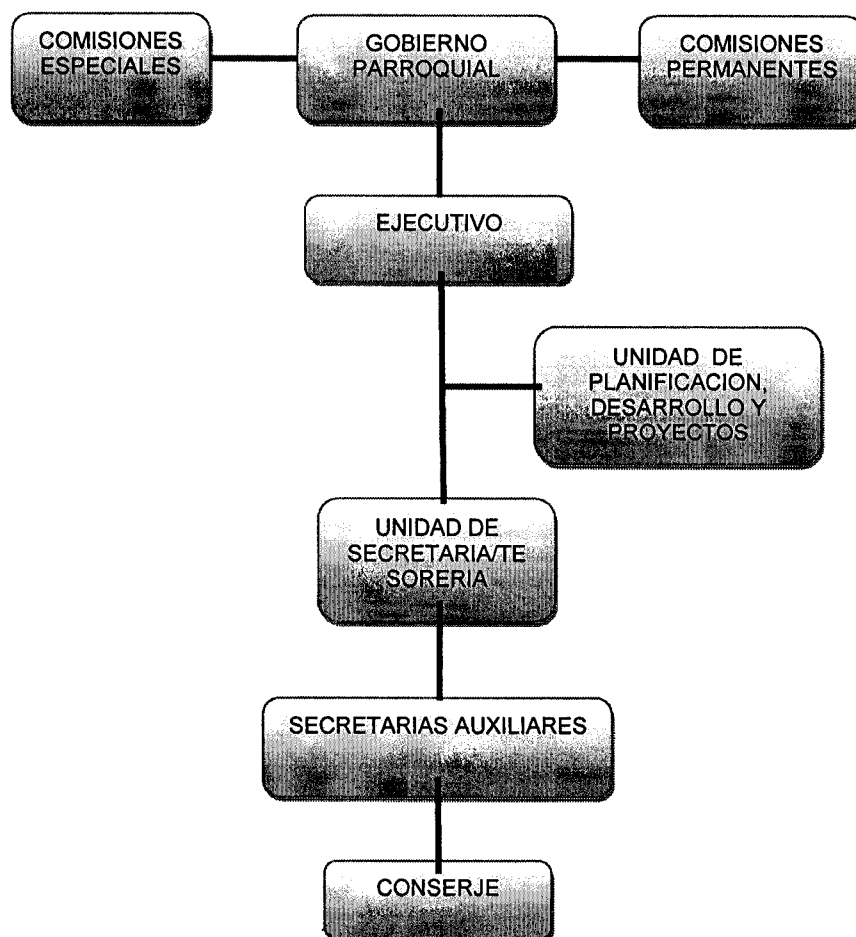 COMISIONES
ESPECIALES
GOBIERNO
PARROQUIAL
COMISIONES
PERMANENTES
EJECUTIVO
UNIDAD DE
PLANIFICACION,
DESARROLLO Y
PROYECTOS
UNIDAD DE
SECRETARIA/TE
SORERIA
SECRETARIAS AUXILIARES
CONSERJE